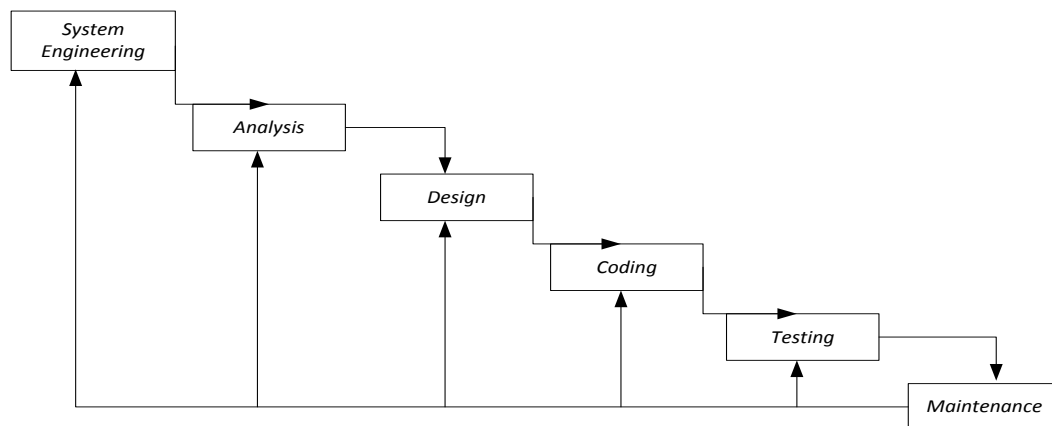 System
Engineering
Analysis
Design
Coding
Testing
Maintenance